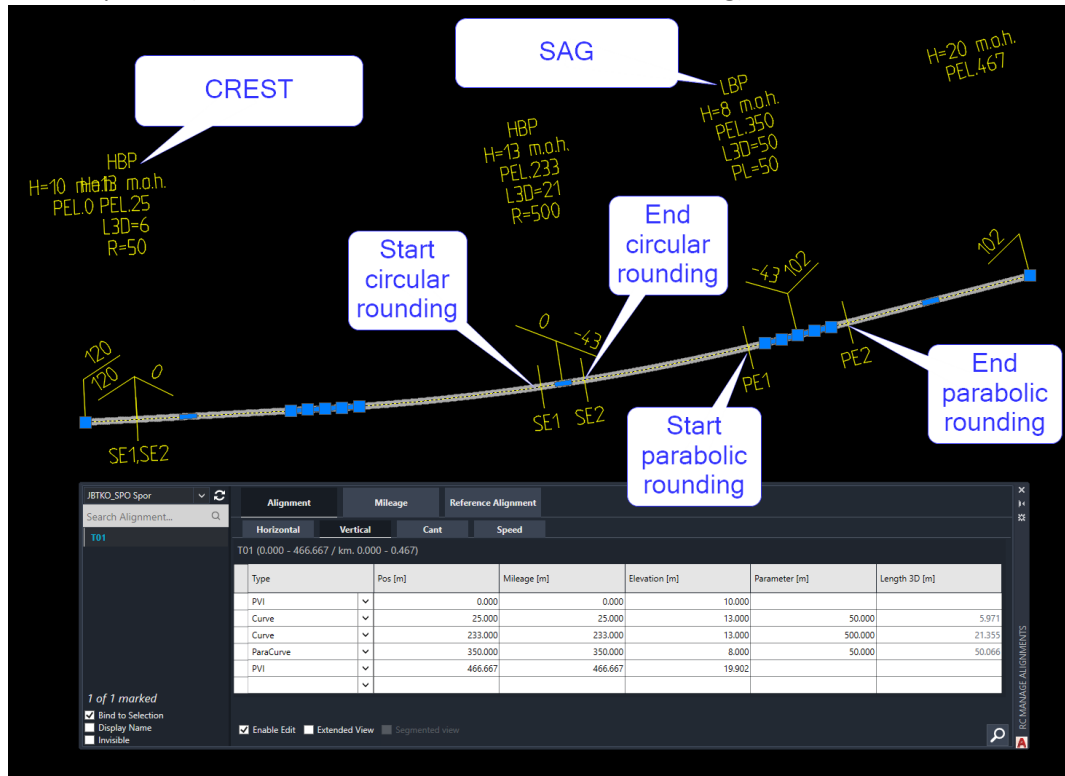 CREST
SAG
H=20 m.o.h.
PEL.467
HBP
H=13 m.o.h.
PEL.25
L3D=6
R=50
H=10
PEL.0
HBP
H=13 m.o.h.
PEL.233
L3D=21
R=500
LBP
H=8 m.o.h.
PEL.350
L3D=50
PL=50
Start
circular
rounding
End
circular
rounding
120
120
0
SE1,SE2
0
-43
SE1 SE2
-43 102
PE1
PE2
102
Start
parabolic
rounding
End
parabolic
rounding
JBTKO_SPO Spor
Search Alignment...
T01
1 of 1 marked
Bind to Selection
Display Name
Invisible
Alignment Mileage Reference Alignment
Horizontal Vertical Cant Speed
T01 (0.000 - 466.667 / km. 0.000 - 0.467)
Type Pos [m] Mileage [m] Elevation [m] Parameter [m] Length 3D [m]
PVI 0.000 0.000 10.000
Curve 25.000 25.000 13.000 50.000 5.971
Curve 233.000 233.000 13.000 500.000 21.355
ParaCurve 350.000 350.000 8.000 50.000 50.066
PVI 466.667 466.667 19.902
Enable Edit Extended View Segmented view
RC MANAGE ALIGNMENTS
A